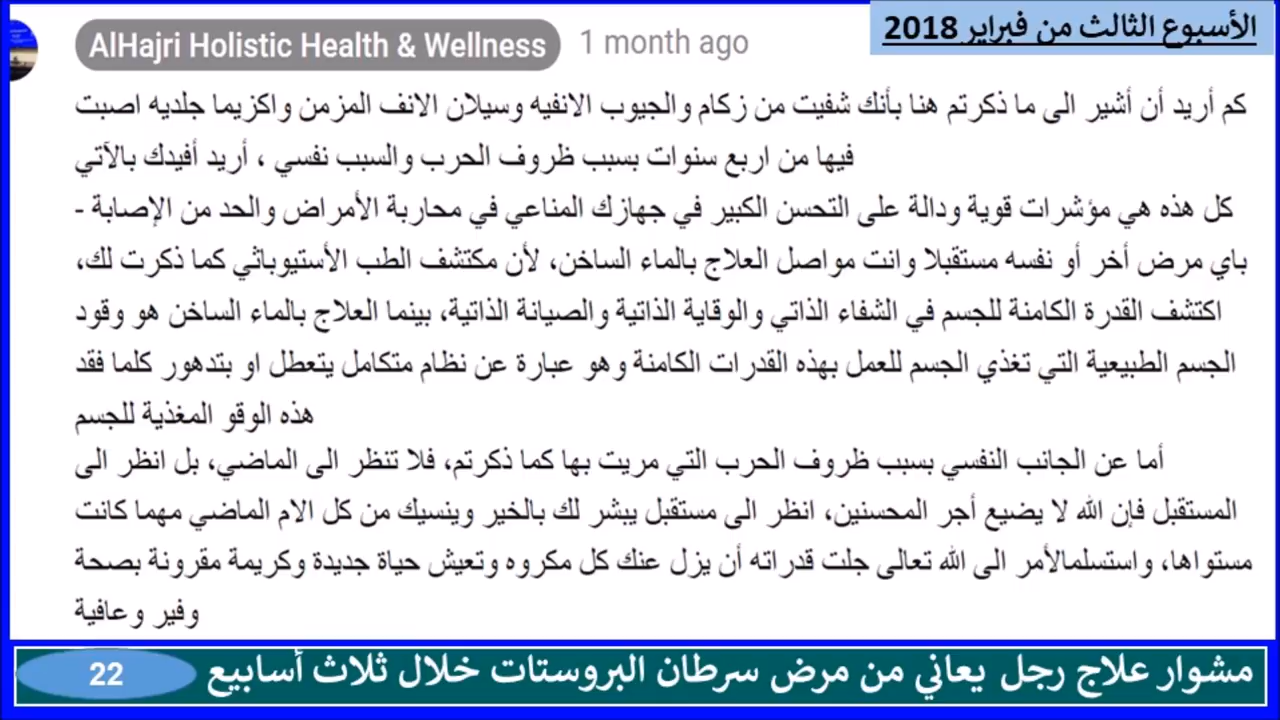 الأسبوع الثالث من فبراير 2018
AlHajri Holistic Health & Wellness 1 month ago
كم أريد أن أشير الى ما ذكرتم هنا بأنك شفيت من زكام والجيوب الانفيه وسيلان الانف المزمن واكزيما جلديه اصبت
فيها من اربع سنوات بسبب ظروف الحرب والسبب نفسي ، أريد أفيدك بالآتي
كل هذه هي مؤشرات قوية ودالة على التحسن الكبير في جهازك المناعي في محاربة الأمراض والحد من الإصابة -
باي مرض أخر أو نفسه مستقبلا وانت مواصل العلاج بالماء الساخن، لأن مكتشف الطب الأستيوباثي كما ذكرت لك،
اكتشف القدرة الكامنة للجسم في الشفاء الذاتي والوقاية الذاتية والصيانة الذاتية، بينما العلاج بالماء الساخن هو وقود
الجسم الطبيعية التي تغذي الجسم للعمل بهذه القدرات الكامنة وهو عبارة عن نظام متكامل يتعطل او بتدهور كلما فقد
هذه الوقو المغذية للجسم
أما عن الجانب النفسي بسبب ظروف الحرب التي مريت بها كما ذكرتم، فلا تنظر الى الماضي، بل انظر الى
المستقبل فإن الله لا يضيع أجر المحسنين، انظر الى مستقبل يبشر لك بالخير وينسيك من كل الام الماضي مهما كانت
مستواها، واستسلمالأمر الى الله تعالى جلت قدراته أن يزل عنك كل مكروه وتعيش حياة جديدة وكريمة مقرونة بصحة
وفير وعافية
مشوار علاج رجل يعاني من مرض سرطان البروستات خلال ثلاث أسابيع 22